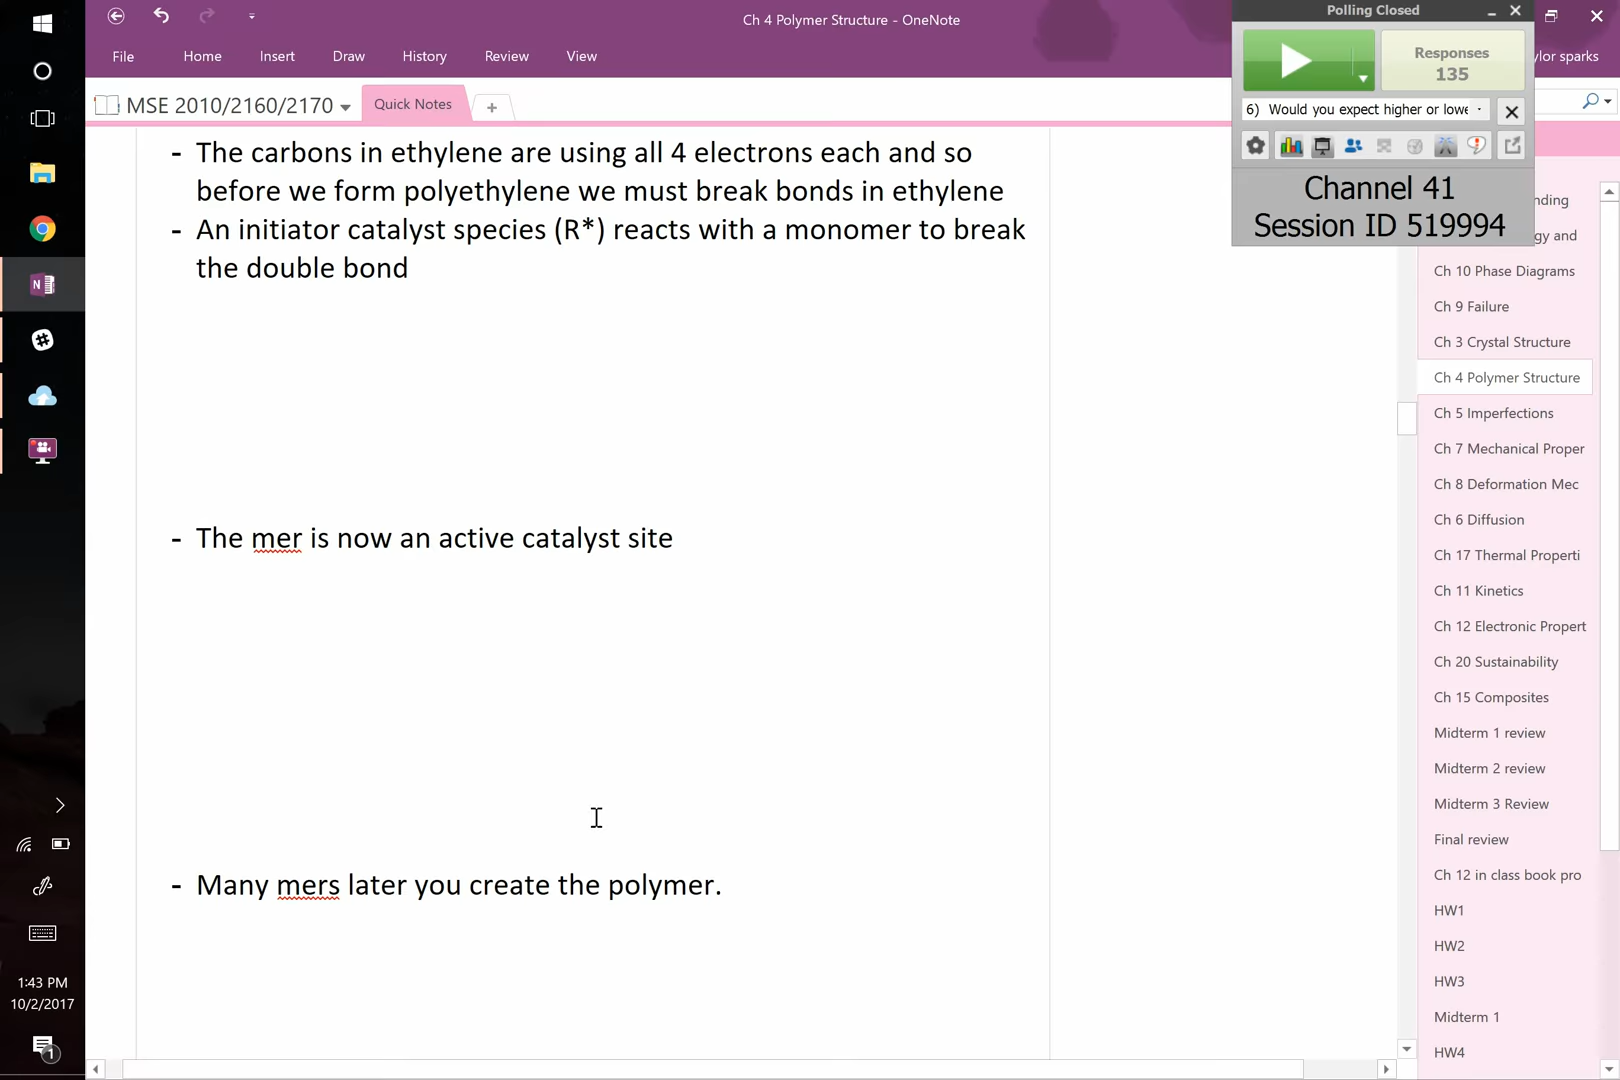 Ch 4 Polymer Structure - OneNote
File Home Insert Draw History Review View
ylor sparks
MSE 2010/2160/2170
Quick Notes
+
Polling Closed
Responses
135
6) Would you expect higher or lowe
Channel 41
Session ID 519994
- The carbons in ethylene are using all 4 electrons each and so
before we form polyethylene we must break bonds in ethylene
- An initiator catalyst species (R*) reacts with a monomer to break
the double bond
- The mer is now an active catalyst site
- Many mers later you create the polymer.
nding
gy and
Ch 10 Phase Diagrams
Ch 9 Failure
Ch 3 Crystal Structure
Ch 4 Polymer Structure
Ch 5 Imperfections
Ch 7 Mechanical Proper
Ch 8 Deformation Mec
Ch 6 Diffusion
Ch 17 Thermal Properti
Ch 11 Kinetics
Ch 12 Electronic Propert
Ch 20 Sustainability
Ch 15 Composites
Midterm 1 review
Midterm 2 review
Midterm 3 Review
Final review
Ch 12 in class book pro
HW1
HW2
HW3
Midterm 1
HW4
N
1:43 PM
10/2/2017
1